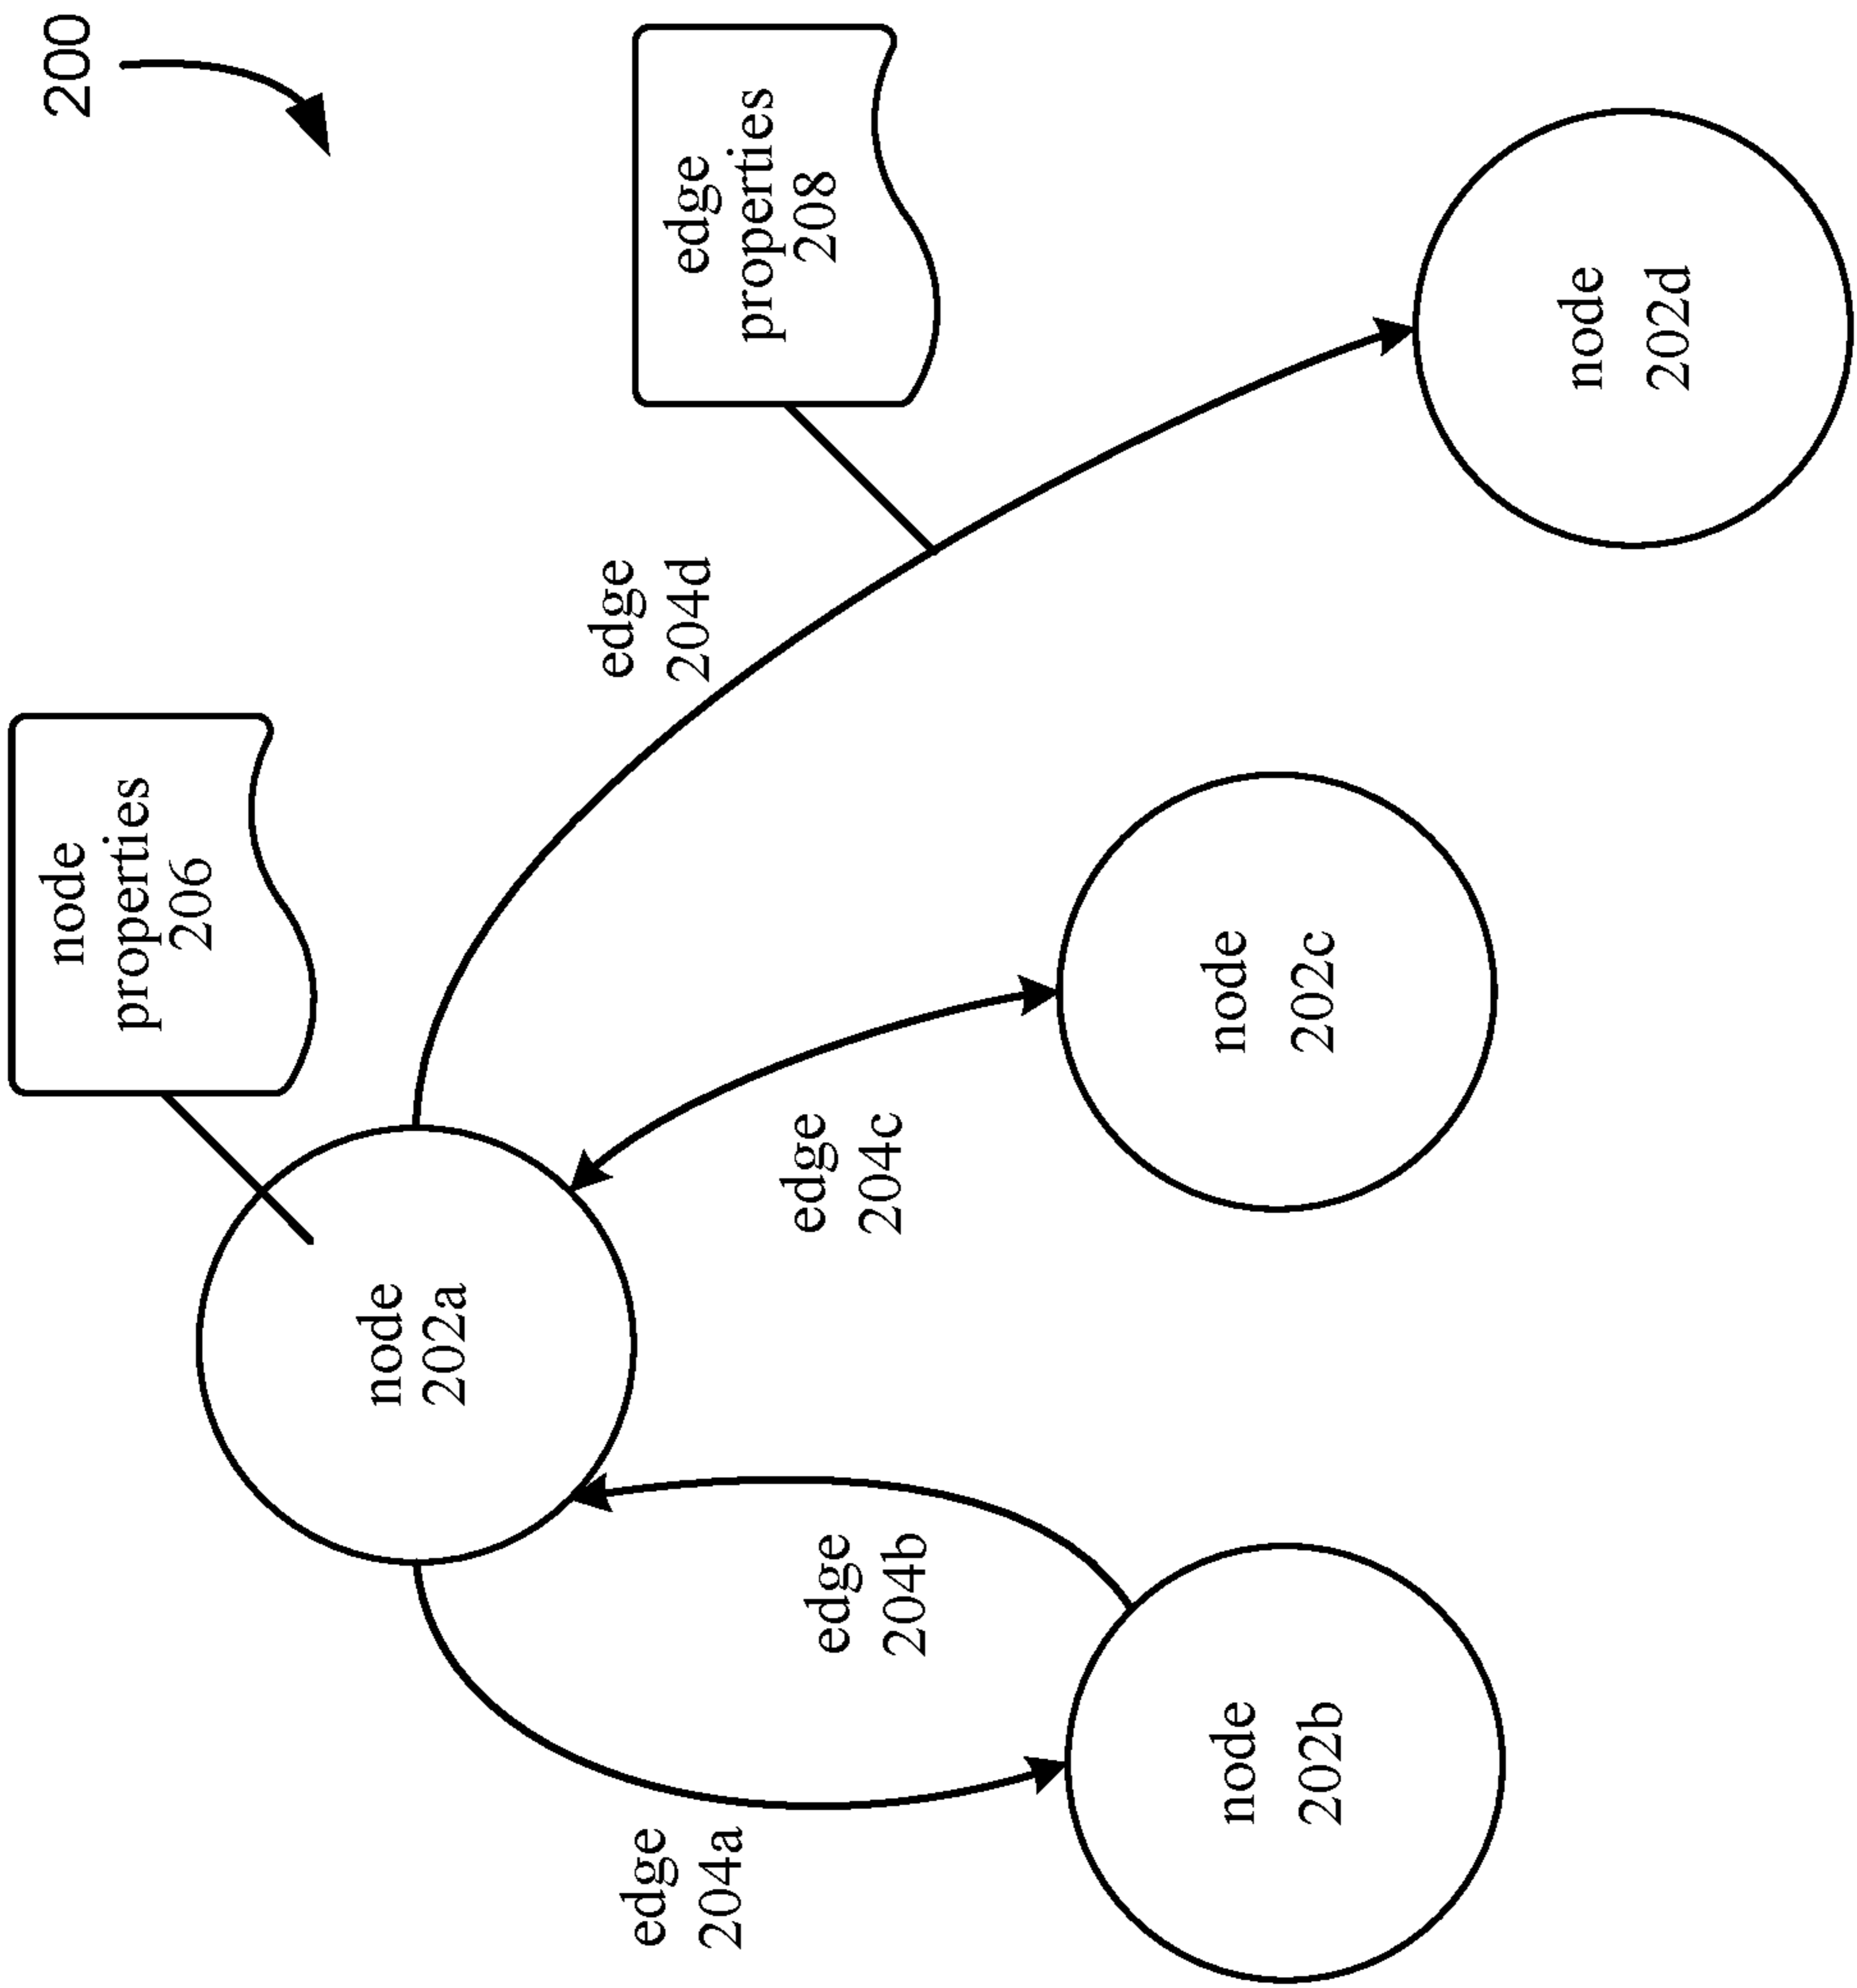 200
node
properties
206
edge
properties
208
node
202a
edge
204d
edge
204a
edge
204b
edge
204c
node
202b
node
202c
node
202d